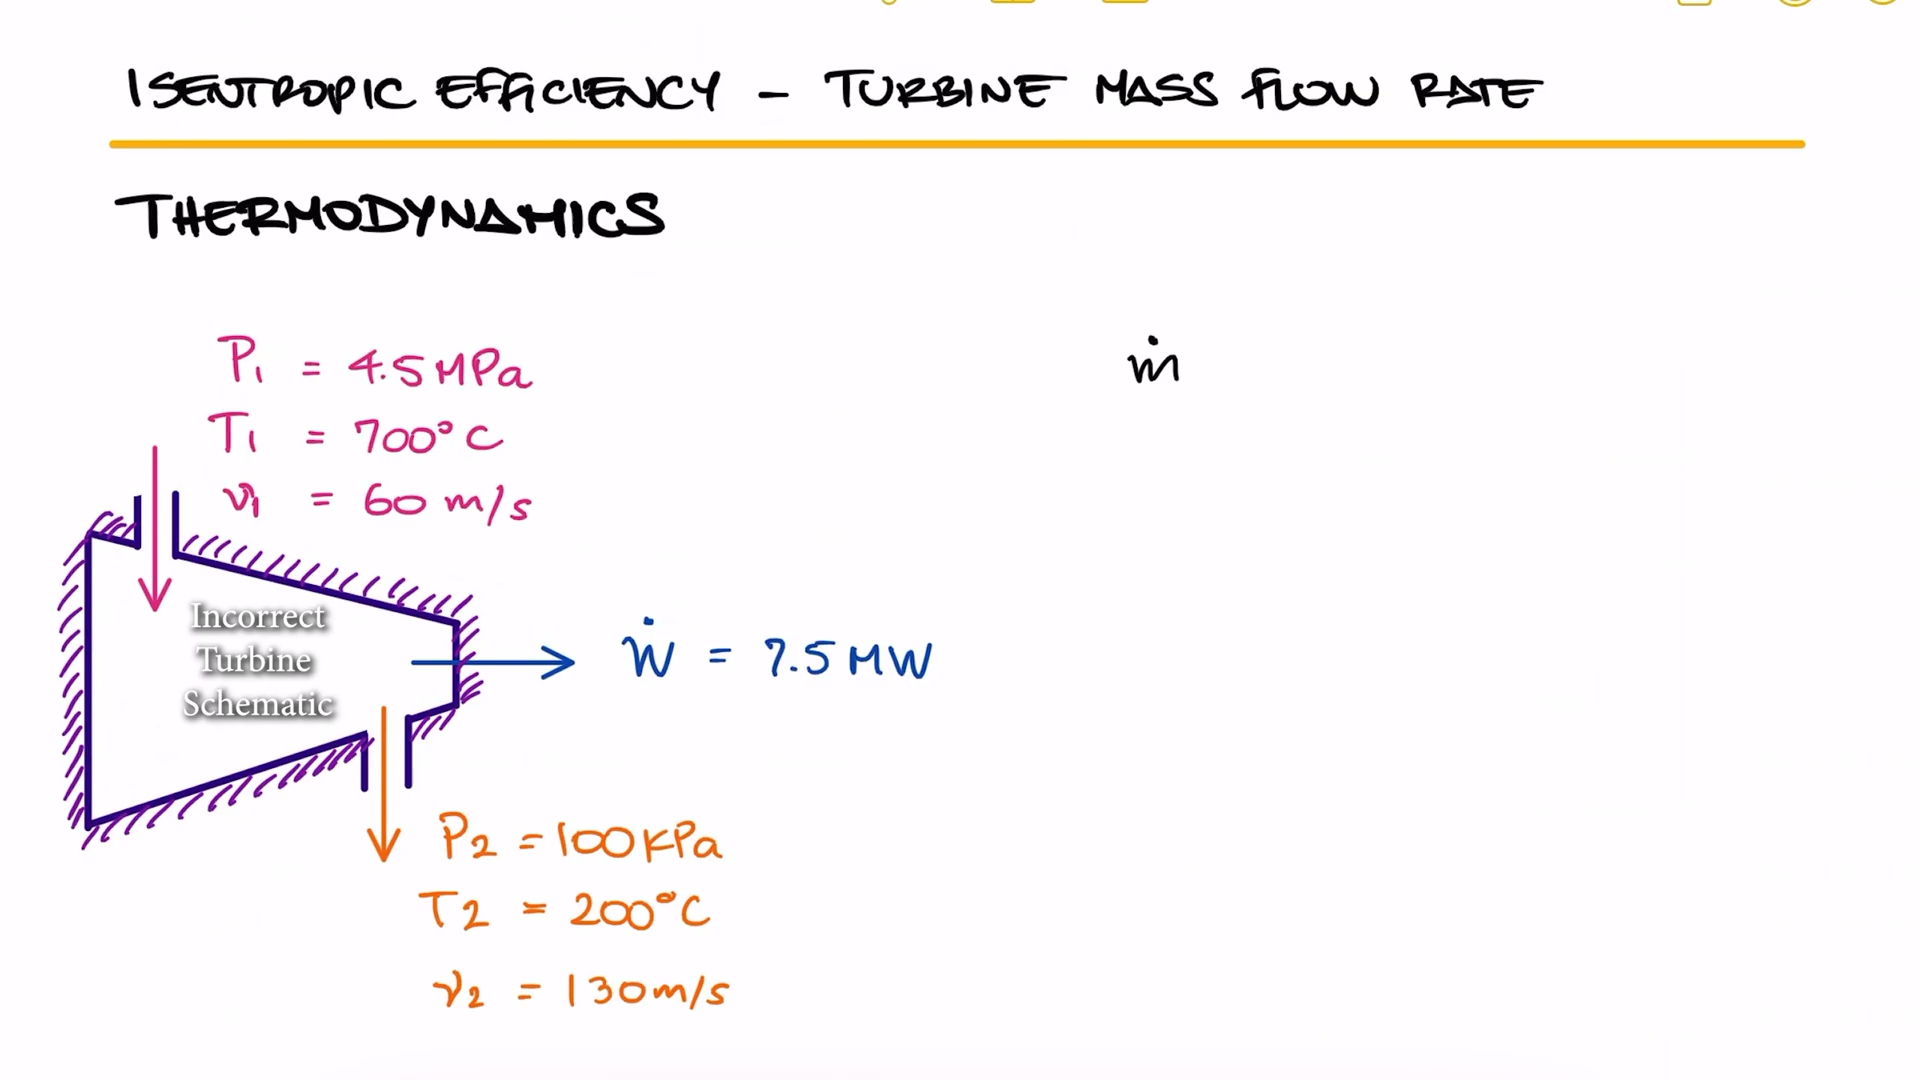 ISENTROPIC EFFICIENCY - TURBINE MASS FLOW RATE
THERMODYNAMICS
P₁ = 4.5 MPa
ṁ
T₁ = 700°C
v₁ = 60 m/s
Incorrect
Turbine
Schematic
Ẇ = 7.5 MW
P₂ = 100 kPa
T₂ = 200°C
v₂ = 130 m/s